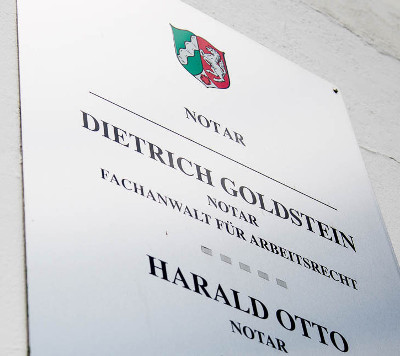 NOTAR
DIETRICH GOLDSTEIN
NOTAR
FACHANWALT FÜR ARBEITSRECHT
HARALD OTTO
NOTAR